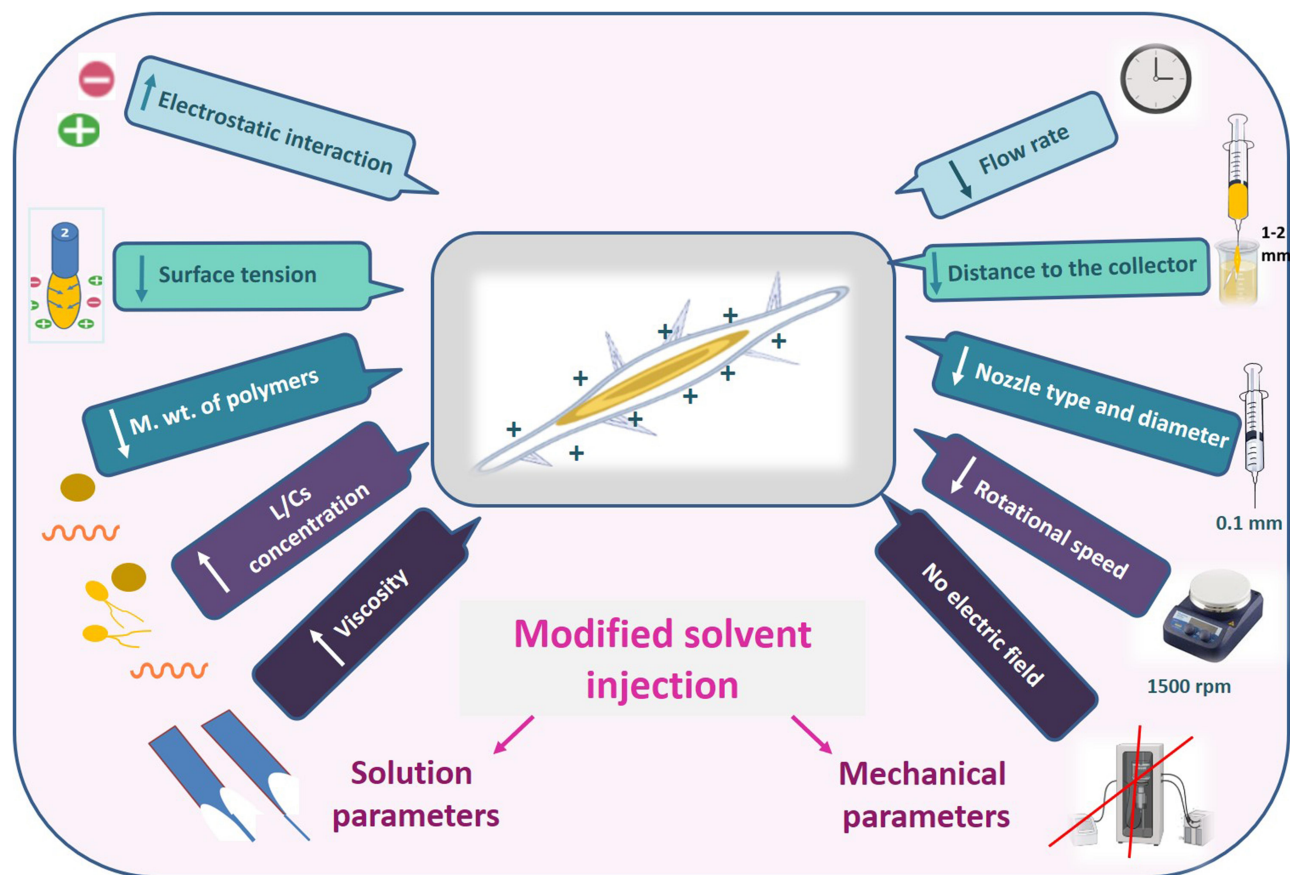 Electrostatic interaction
2
Surface tension
M. wt. of polymers
L/Cs
concentration
Viscosity
Flow rate
1-2
mm
Distance to the collector
Nozzle type and diameter
0.1 mm
Rotational speed
1500 rpm
No electric field
+
+
+
+
+
+
+
+
+
+
Modified solvent
injection
Solution
parameters
Mechanical
parameters